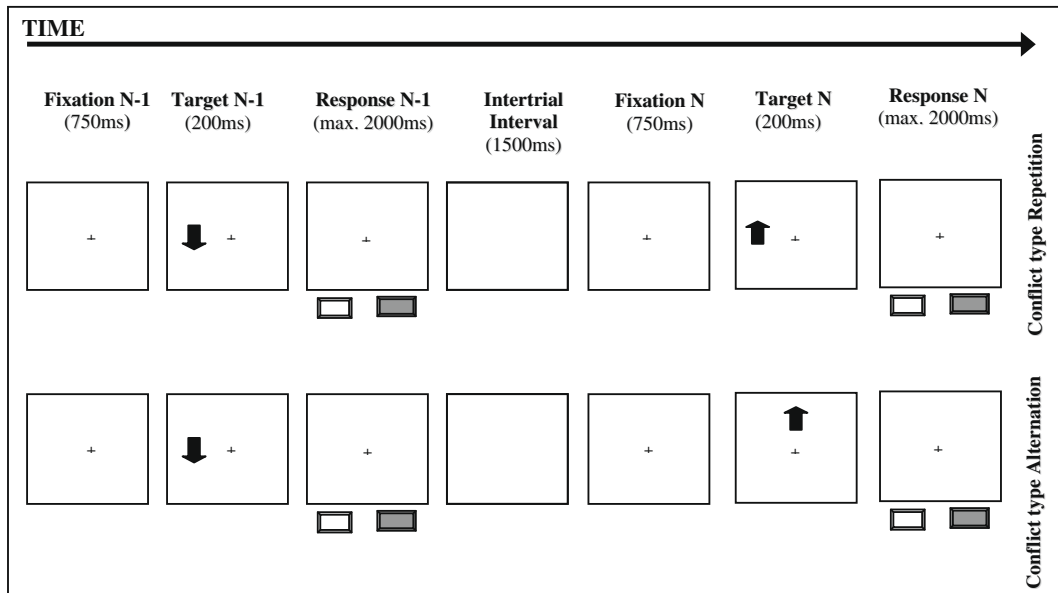 TIME
Fixation N-1
(750ms)
Target N-1
(200ms)
Response N-1
(max. 2000ms)
Intertrial
Interval
(1500ms)
Fixation N
(750ms)
Target N
(200ms)
Response N
(max. 2000ms)
Conflict type Repetition
Conflict type Alternation